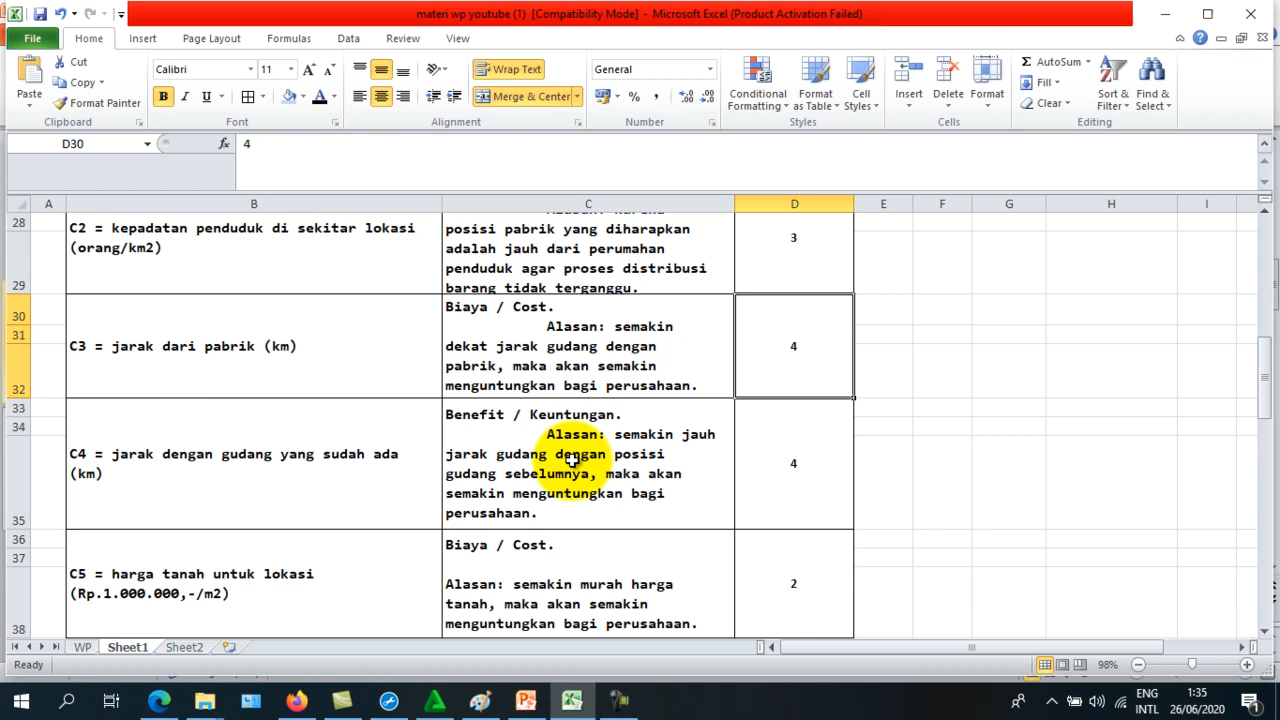 materi wp youtube (1)  [Compatibility Mode]  -  Microsoft Excel (Product Activation Failed)
File Home Insert Page Layout Formulas Data Review View
Paste
Cut
Copy
Format Painter
Clipboard
Calibri 11
B I U A
Font
Wrap Text
Merge & Center
Alignment
General
%
Number
Conditional Formatting
Format as Table
Cell Styles
Styles
Insert Delete Format
Cells
AutoSum
Fill
Clear
Sort & Filter
Find & Select
Editing
D30 fx 4
A B C D E F G H I
28
29
30
31
32
33
34
35
36
37
38
C2 = kepadatan penduduk di sekitar lokasi
(orang/km2)
posisi pabrik yang diharapkan
adalah jauh dari perumahan
penduduk agar proses distribusi
barang tidak terganggu.
3
C3 = jarak dari pabrik (km)
Biaya / Cost.
Alasan: semakin
dekat jarak gudang dengan
pabrik, maka akan semakin
menguntungkan bagi perusahaan.
4
C4 = jarak dengan gudang yang sudah ada
(km)
Benefit / Keuntungan.
Alasan: semakin jauh
jarak gudang dengan posisi
gudang sebelumnya, maka akan
semakin menguntungkan bagi
perusahaan.
4
C5 = harga tanah untuk lokasi
(Rp.1.000.000,-/m2)
Biaya / Cost.
Alasan: semakin murah harga
tanah, maka akan semakin
menguntungkan bagi perusahaan.
2
WP Sheet1 Sheet2
Ready 98%
ENG
INTL
1:35
26/06/2020
1